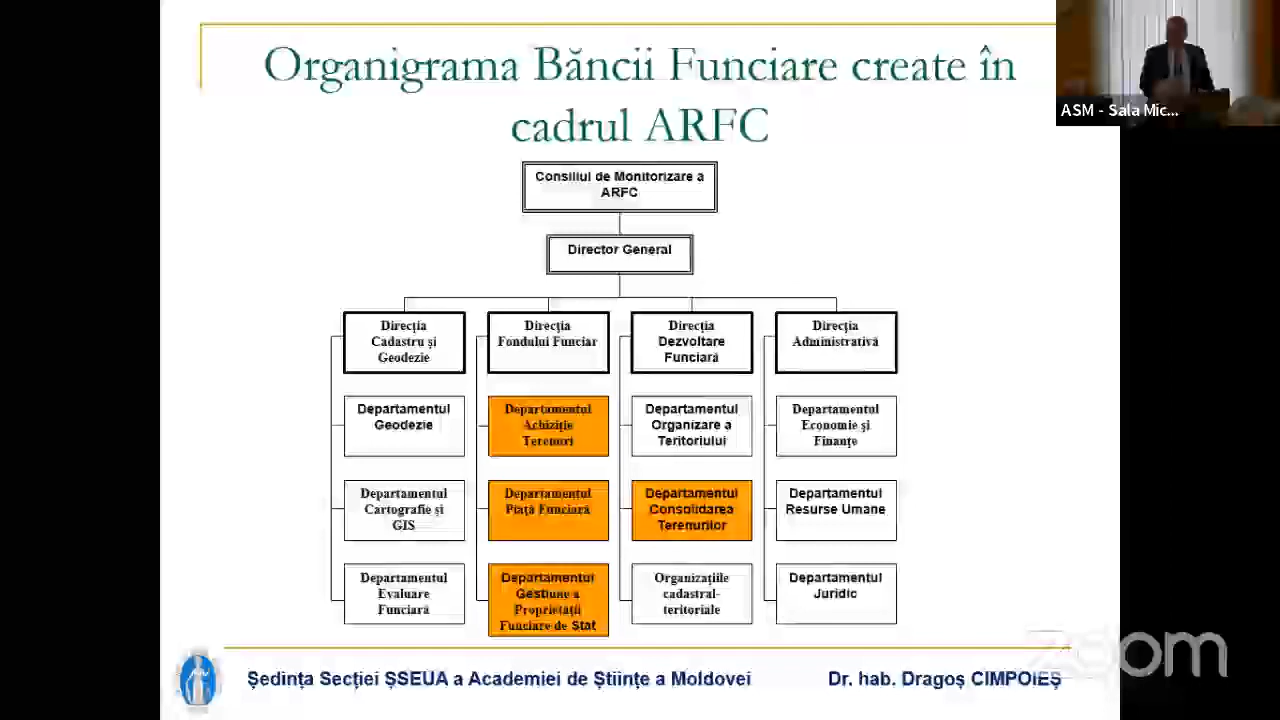 Organigrama Băncii Funciare create în
cadrul ARFC
ASM - Sala Mic...
Consiliul de Monitorizare a
ARFC
Director General
Direcția
Cadastru și
Geodezie
Direcția
Fondului Funciar
Direcția
Dezvoltare
Funciară
Direcția
Administrativă
Departamentul
Geodezie
Departamentul
Achiziție
Terenuri
Departamentul
Organizare a
Teritoriului
Departamentul
Economie și
Finanțe
Departamentul
Cartografie și
GIS
Departamentul
Piață Funciară
Departamentul
Consolidarea
Terenurilor
Departamentul
Resurse Umane
Departamentul
Evaluare
Funciară
Departamentul
Gestiune a
Proprietății
Funciare de Stat
Organizațiile
cadastral-
teritoriale
Departamentul
Juridic
zoom
Ședința Secției ȘSEUA a Academiei de Științe a Moldovei
Dr. hab. Dragoș CIMPOIEȘ